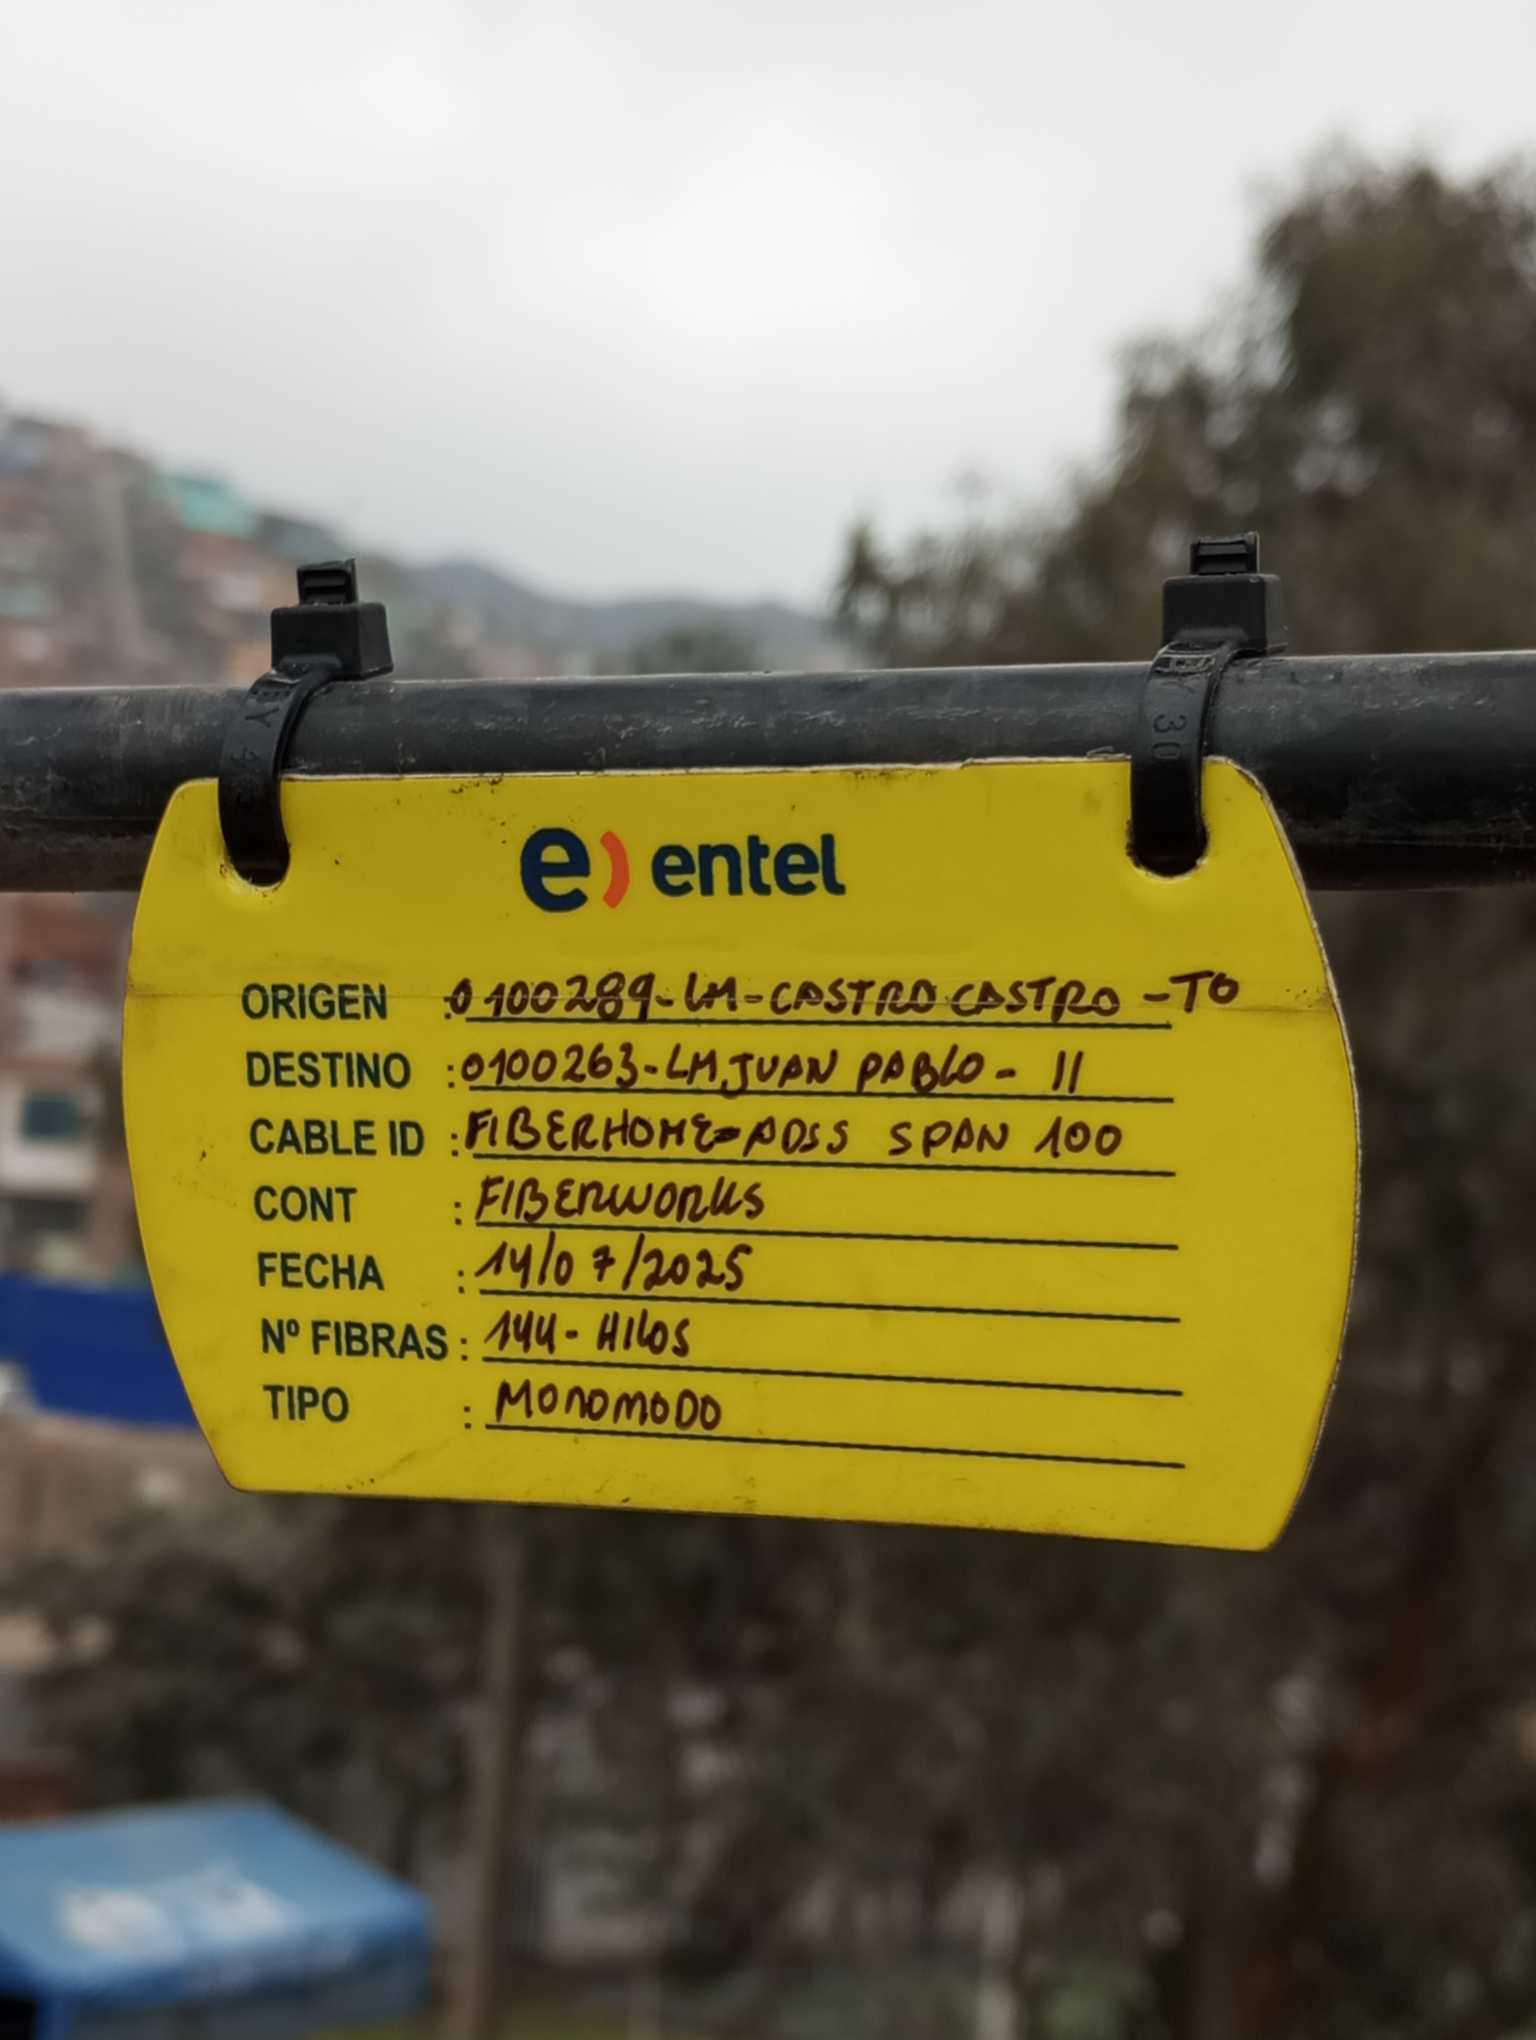 e) entel
ORIGEN : 0100289-LM-CASTRO CASTRO -TO
DESTINO : 0100263-LM JUAN PABLO - II
CABLE ID : FIBERHOME-ADSS SPAN 100
CONT : FIBERWORKS
FECHA : 14/07/2025
Nº FIBRAS : 144- HILOS
TIPO : MONOMODO